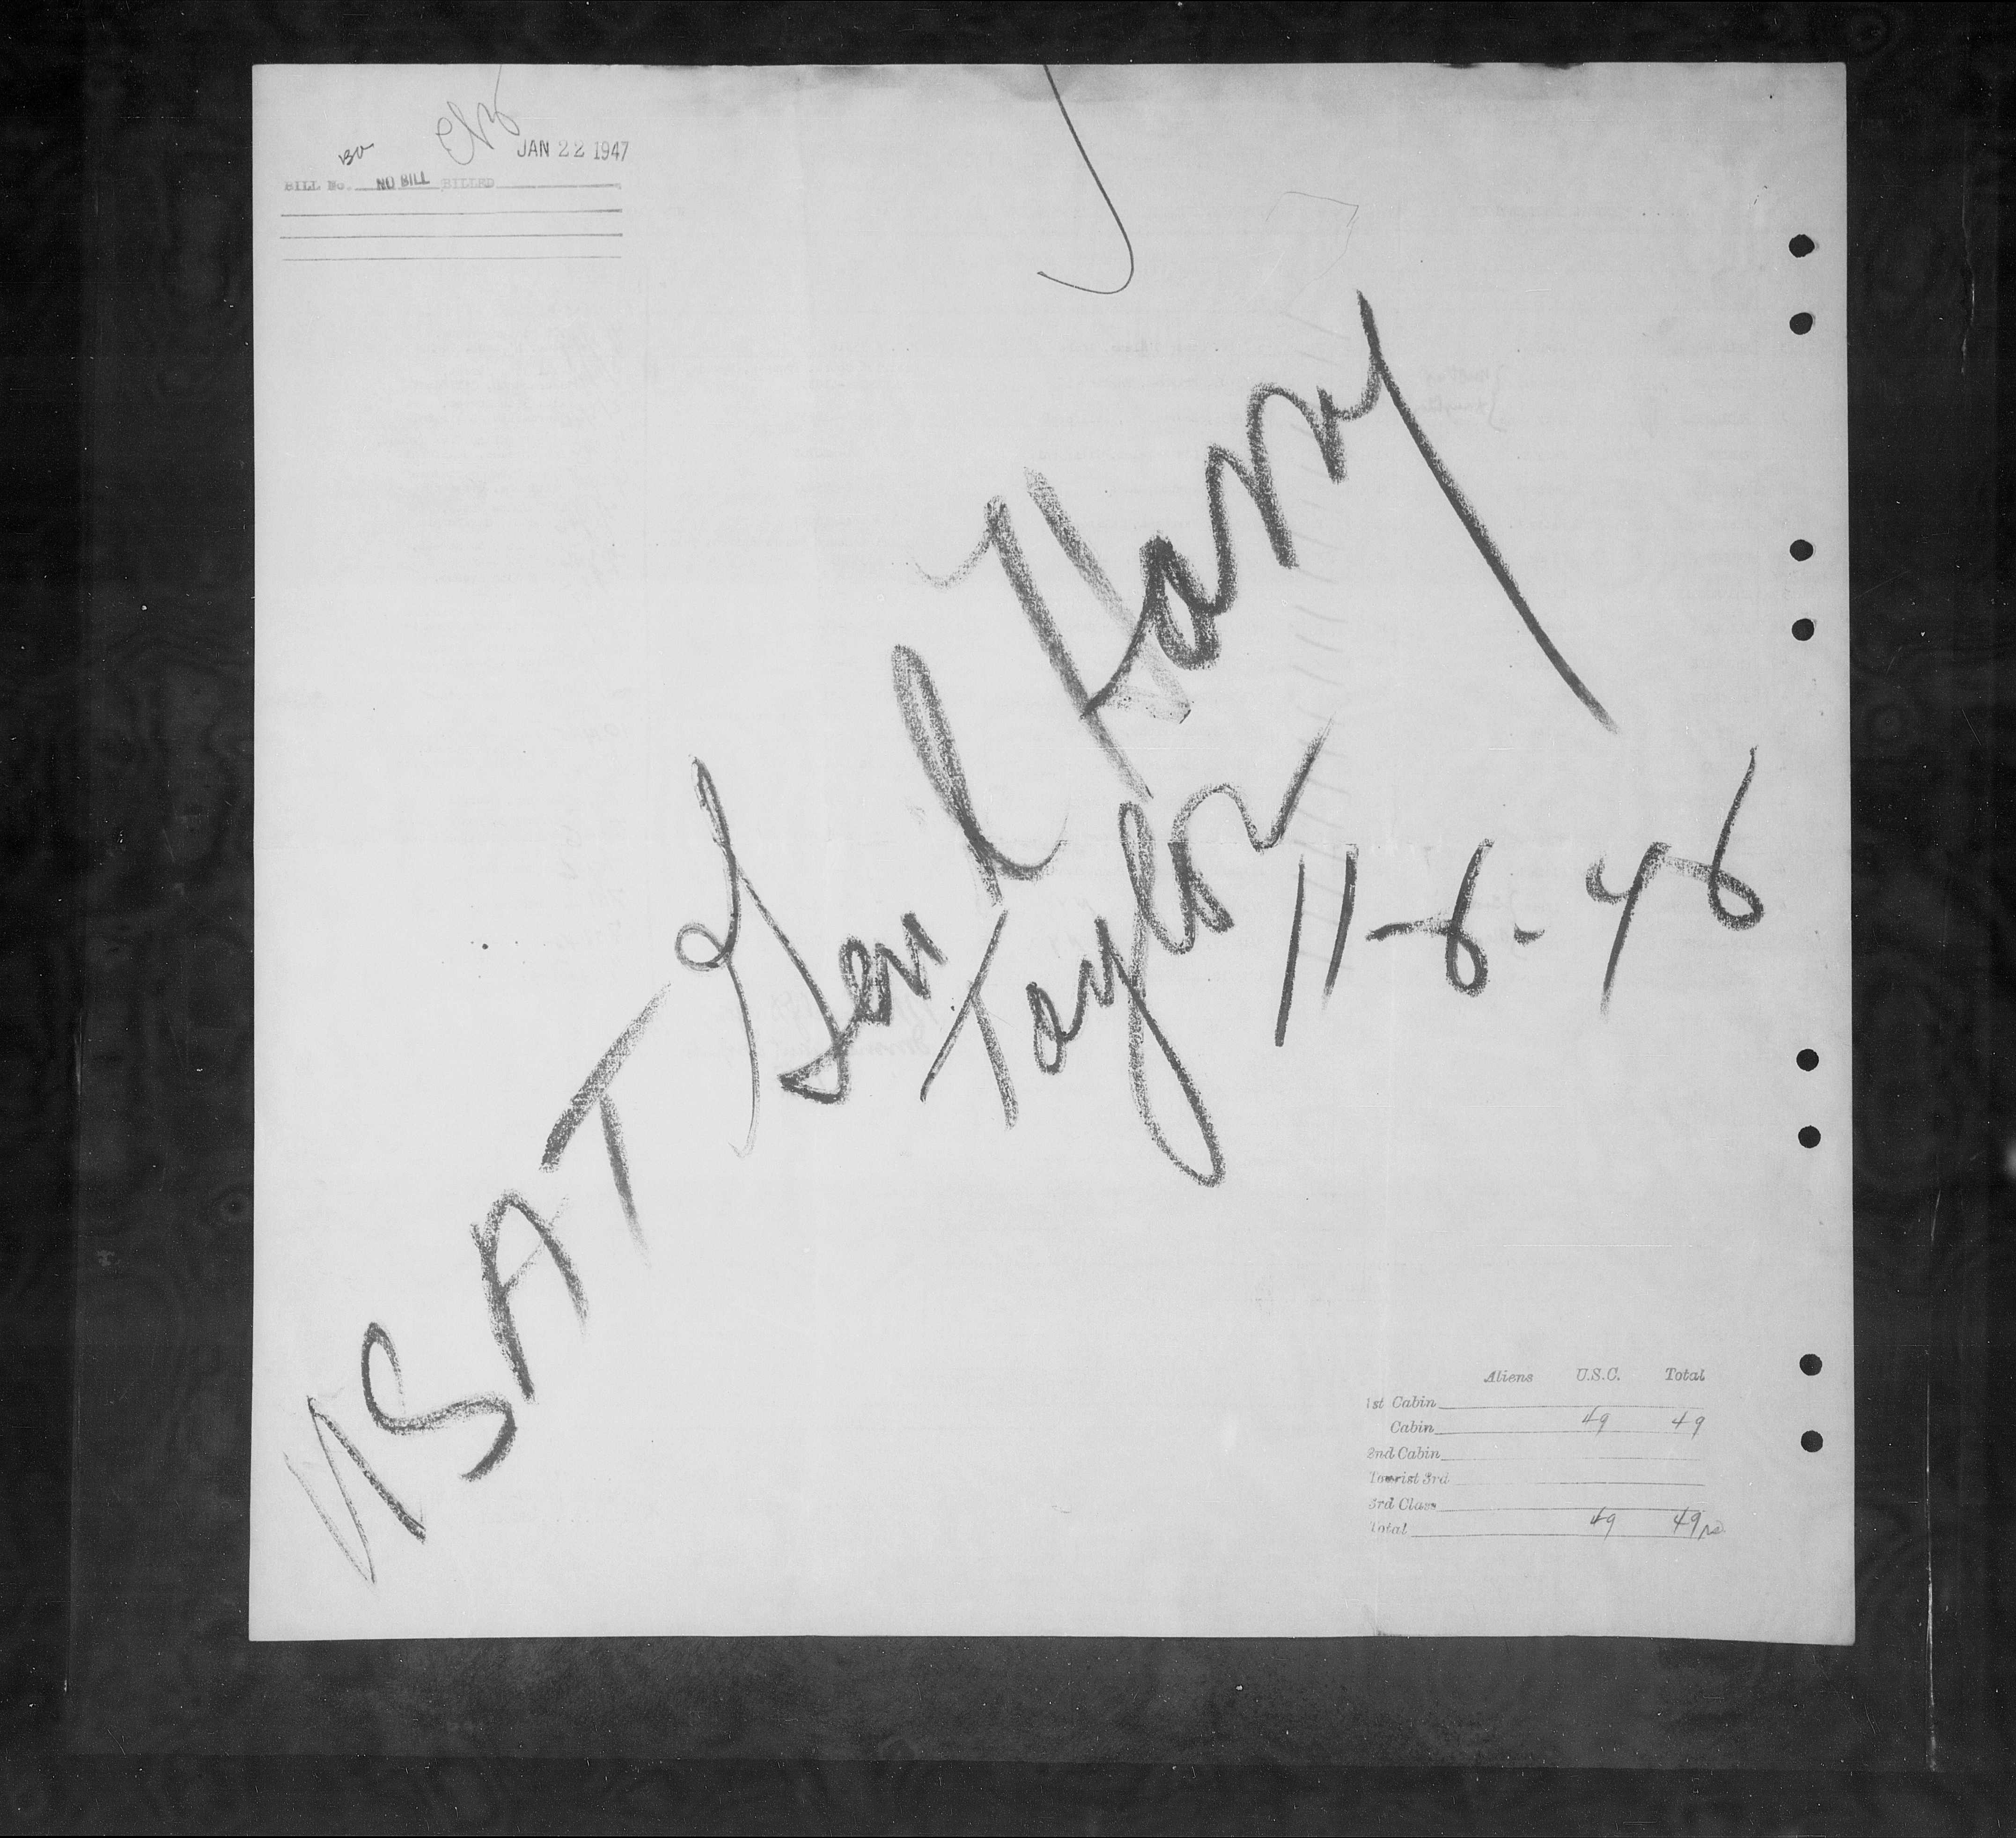 JAN 22 1947
BILL No. NO BILL BILLED
USAT Genl Harry
Taylor 11-6-46
Aliens U.S.C. Total
1st Cabin
Cabin 49 49
2nd Cabin
Tourist 3rd
3rd Class
Total 49 49